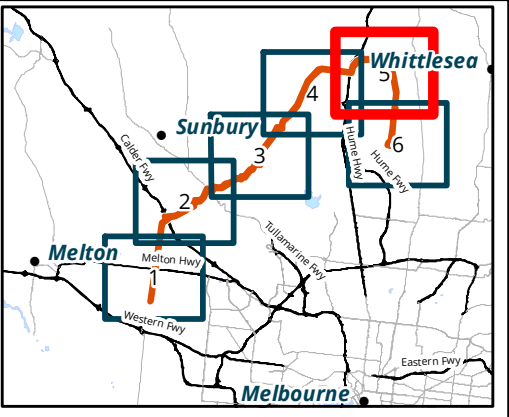 Whittlesea
5
4
Sunbury
Calder Fwy
Hume Hwy
6
3
Hume Fwy
2
Tullamarine Fwy
Melton
Melton Hwy
1
Western Fwy
Eastern Fwy
Melbourne